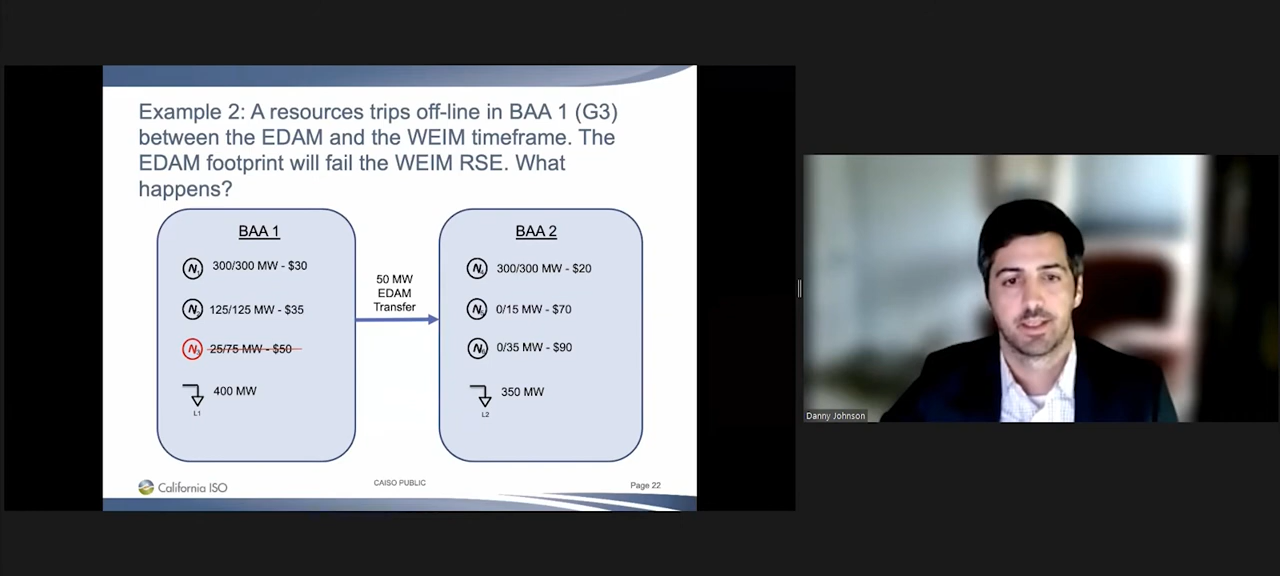 Example 2: A resources trips off-line in BAA 1 (G3)
between the EDAM and the WEIM timeframe. The
EDAM footprint will fail the WEIM RSE. What
happens?
BAA 1
300/300 MW - $30
125/125 MW - $35
25/75 MW - $50
400 MW
L1
50 MW
EDAM
Transfer
BAA 2
300/300 MW - $20
0/15 MW - $70
0/35 MW - $90
350 MW
L2
California ISO
CAISO PUBLIC
Page 22
Danny Johnson